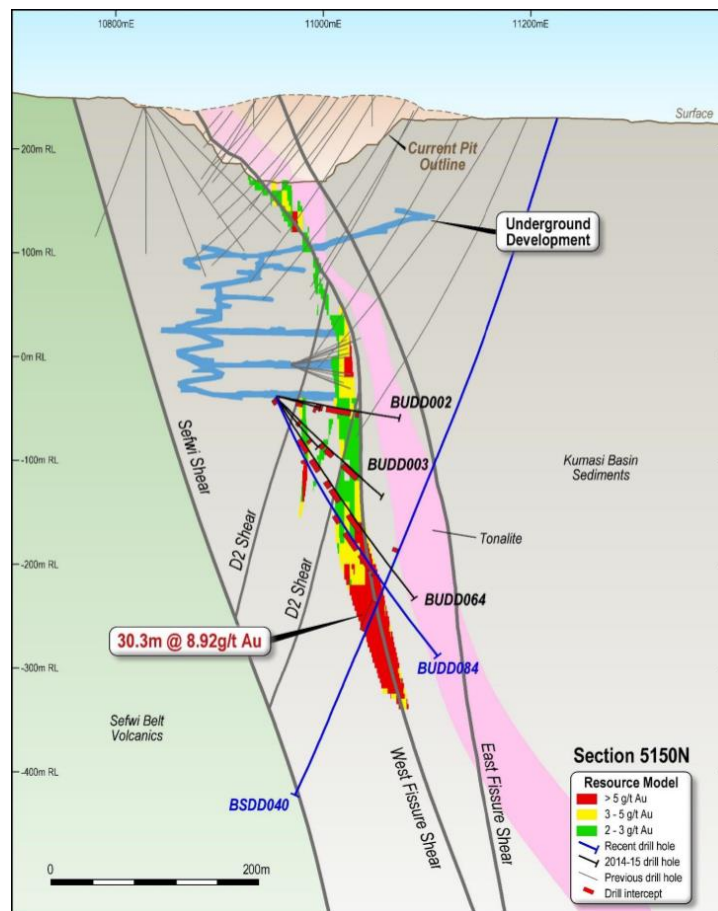 10800mE
11000mE
11200mE
Surface
200m RL
Current Pit
Outline
Underground
Development
100m RL
0m RL
BUDD002
Sefwi Shear
BUDD003
Kumasi Basin
Sediments
-100m RL
D2 Shear
Tonalite
-200m RL
D2 Shear
BUDD064
30.3m @ 8.92g/t Au
BUDD084
-300m RL
Sefwi Belt
Volcanics
West Fissure Shear
East Fissure Shear
-400m RL
BSDD040
Section 5150N
Resource Model
> 5 g/t Au
3 - 5 g/t Au
2 - 3 g/t Au
Recent drill hole
2014-15 drill hole
Previous drill hole
Drill intercept
0
200m